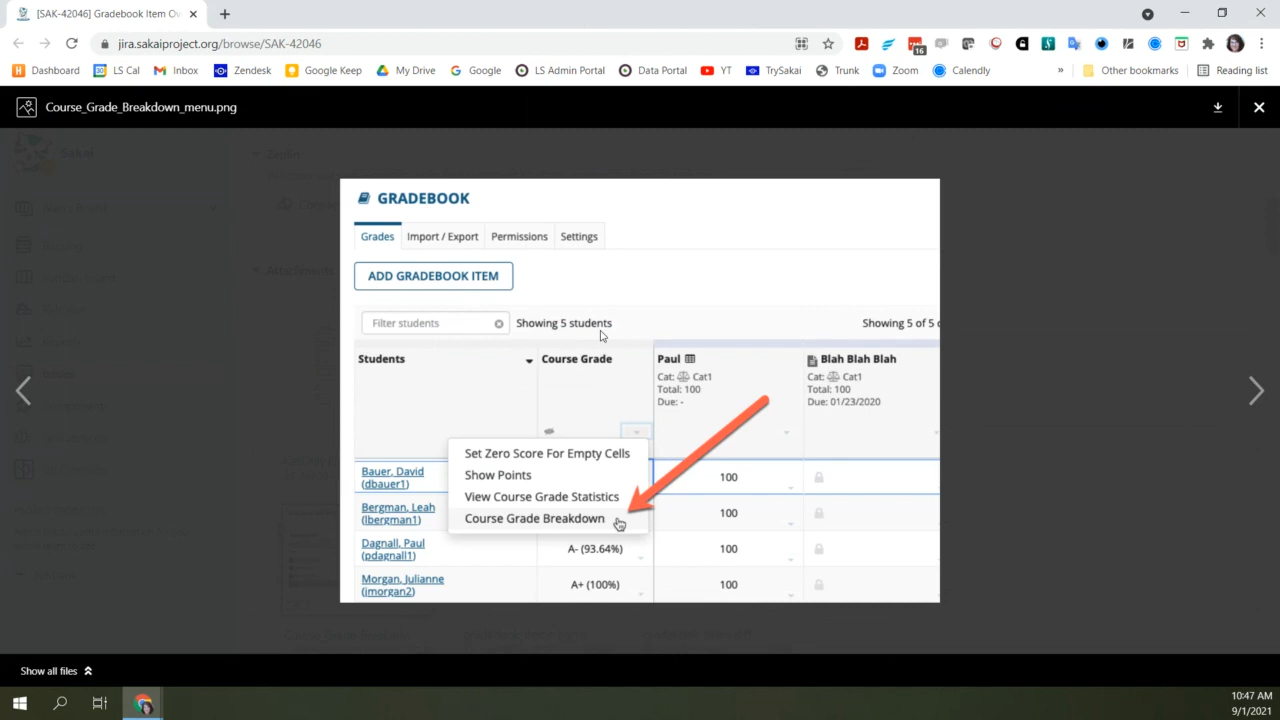 [SAK-42046] Gradebook Item Ov
jira.sakaiproject.org/browse/SAK-42046
16
Dashboard LS Cal Inbox Zendesk Google Keep My Drive Google LS Admin Portal Data Portal YT TrySakai Trunk Zoom Calendly » Other bookmarks Reading list
Course_Grade_Breakdown_menu.png
Sakai
Attachments
GRADEBOOK
Grades Import / Export Permissions Settings
ADD GRADEBOOK ITEM
Filter students Showing 5 students Showing 5 of 5
Students Course Grade Paul Blah Blah Blah
Cat: Cat1 Cat: Cat1
Total: 100 Total: 100
Due: - Due: 01/23/2020
Set Zero Score For Empty Cells
Show Points
View Course Grade Statistics
Course Grade Breakdown
Bauer, David 100
(dbauer1)
Bergman, Leah 100
(lbergman1)
Dagnall, Paul A- (93.64%) 100
(pdagnall1)
Morgan, Julianne A+ (100%) 100
(jmorgan2)
Show all files
10:47 AM
9/1/2021